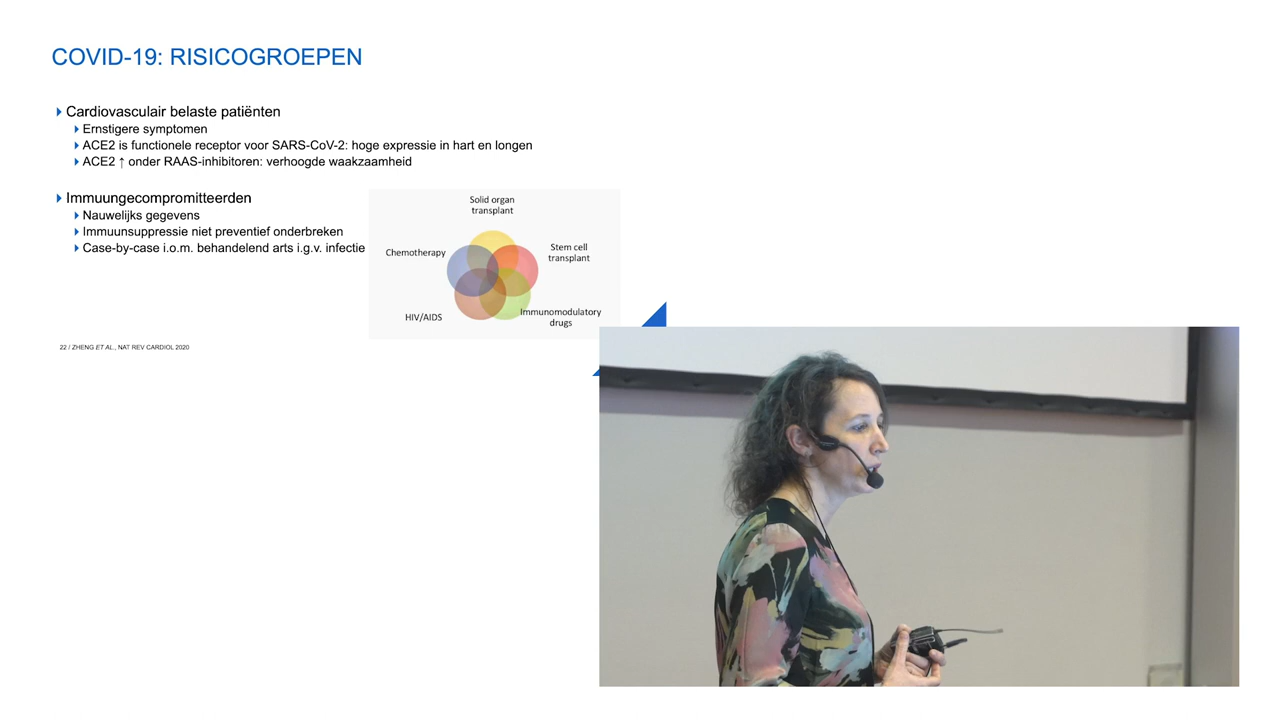 COVID-19: RISICOGROEPEN
Cardiovasculair belaste patiënten
Ernstigere symptomen
ACE2 is functionele receptor voor SARS-CoV-2: hoge expressie in hart en longen
ACE2 ↑ onder RAAS-inhibitoren: verhoogde waakzaamheid
Immuungecompromitteerden
Nauwelijks gegevens
Immuunsuppressie niet preventief onderbreken
Case-by-case i.o.m. behandelend arts i.g.v. infectie
Solid organ
transplant
Chemotherapy
Stem cell
transplant
HIV/AIDS
Immunomodulatory
drugs
22 / ZHENG ET AL., NAT REV CARDIOL 2020